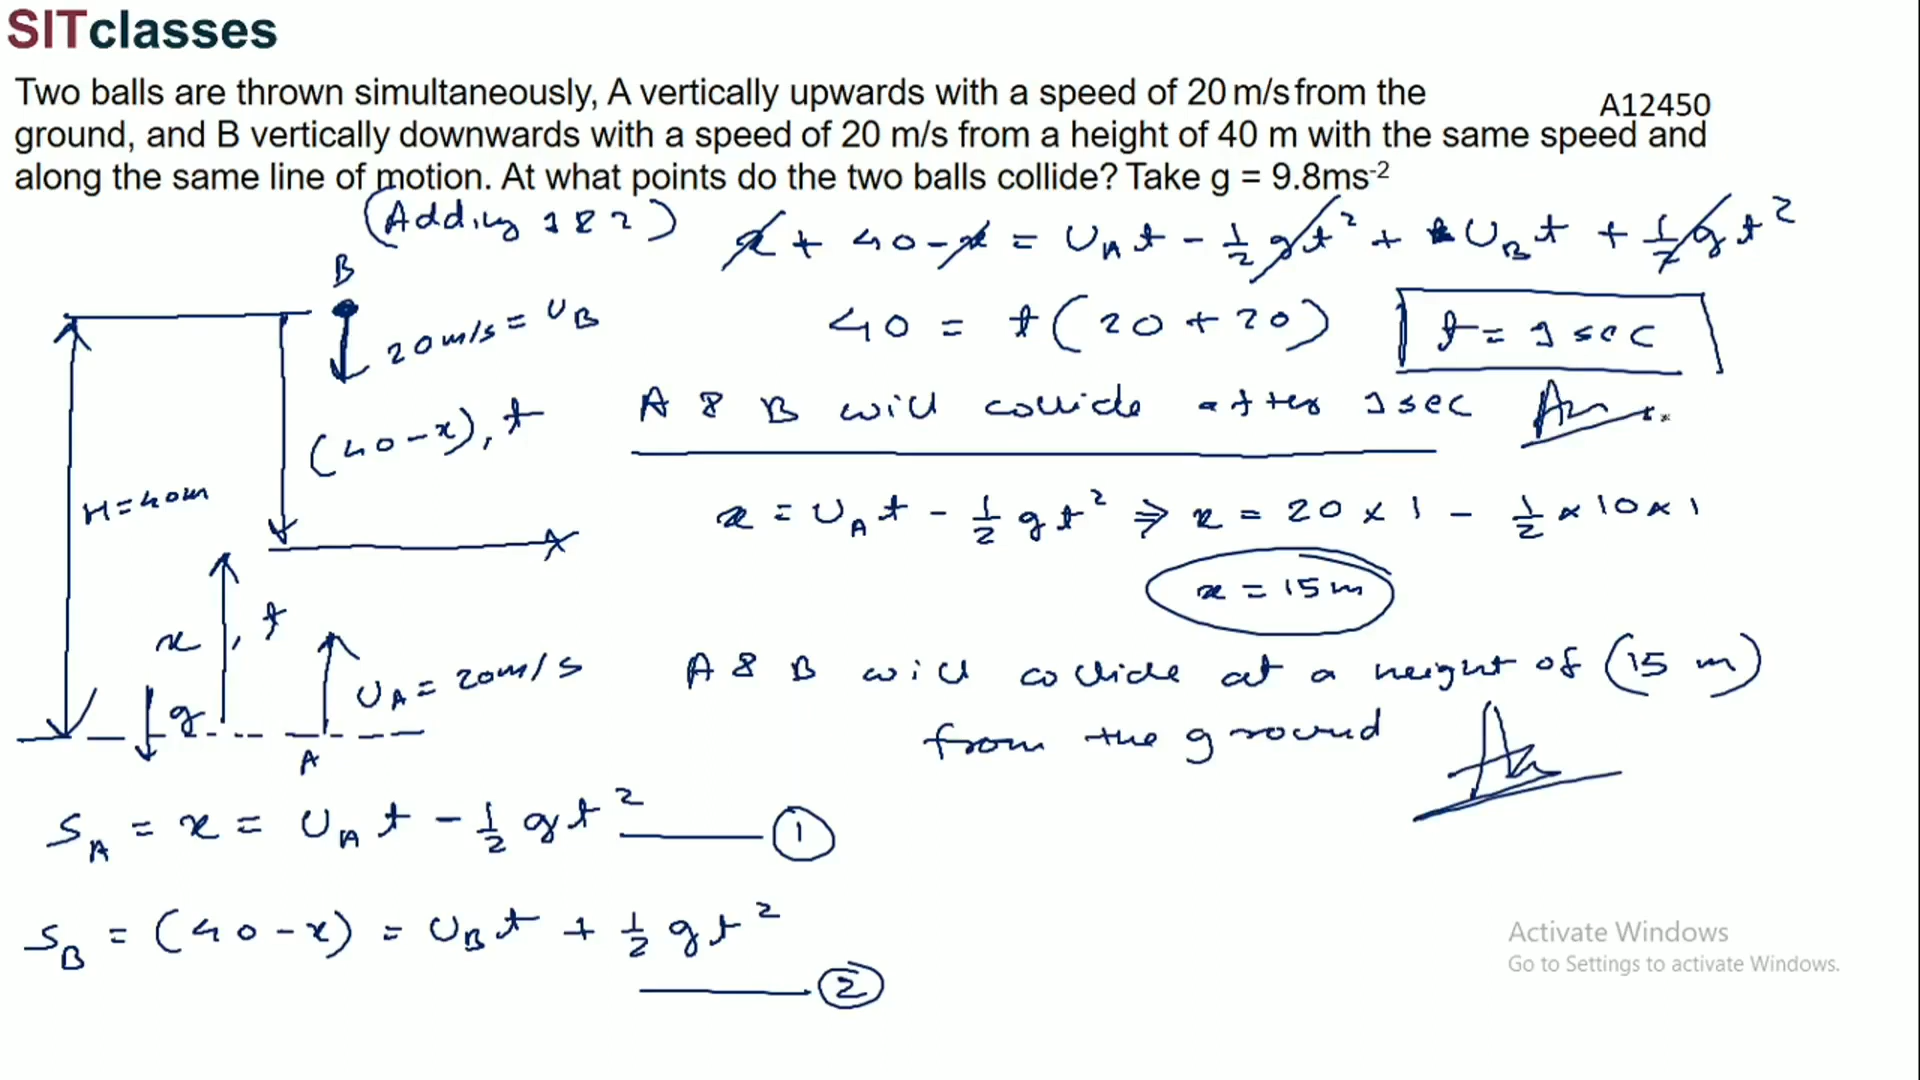 SITclasses
Two balls are thrown simultaneously, A vertically upwards with a speed of 20 m/s from the
A12450
ground, and B vertically downwards with a speed of 20 m/s from a height of 40 m with the same speed and
along the same line of motion. At what points do the two balls collide? Take g = 9.8ms-2
(Adding 1 & 2)
x + 40 - x = UAt - 1/2 gt² + UBt + 1/2 gt²
B
20m/s = UB
40 = t(20 + 20)
t = 1 sec
(40-x), t
A & B will collide after 1 sec Ans.
H = 40m
x = UAt - 1/2 gt² ⇒ x = 20 × 1 - 1/2 × 10 × 1
x = 15m
x, t
UA = 20m/s
g
A
A & B will collide at a height of (15 m)
from the ground Ans
SA = x = UAt - 1/2 gt² 1
SB = (40-x) = UBt + 1/2 gt²
2
Activate Windows
Go to Settings to activate Windows.